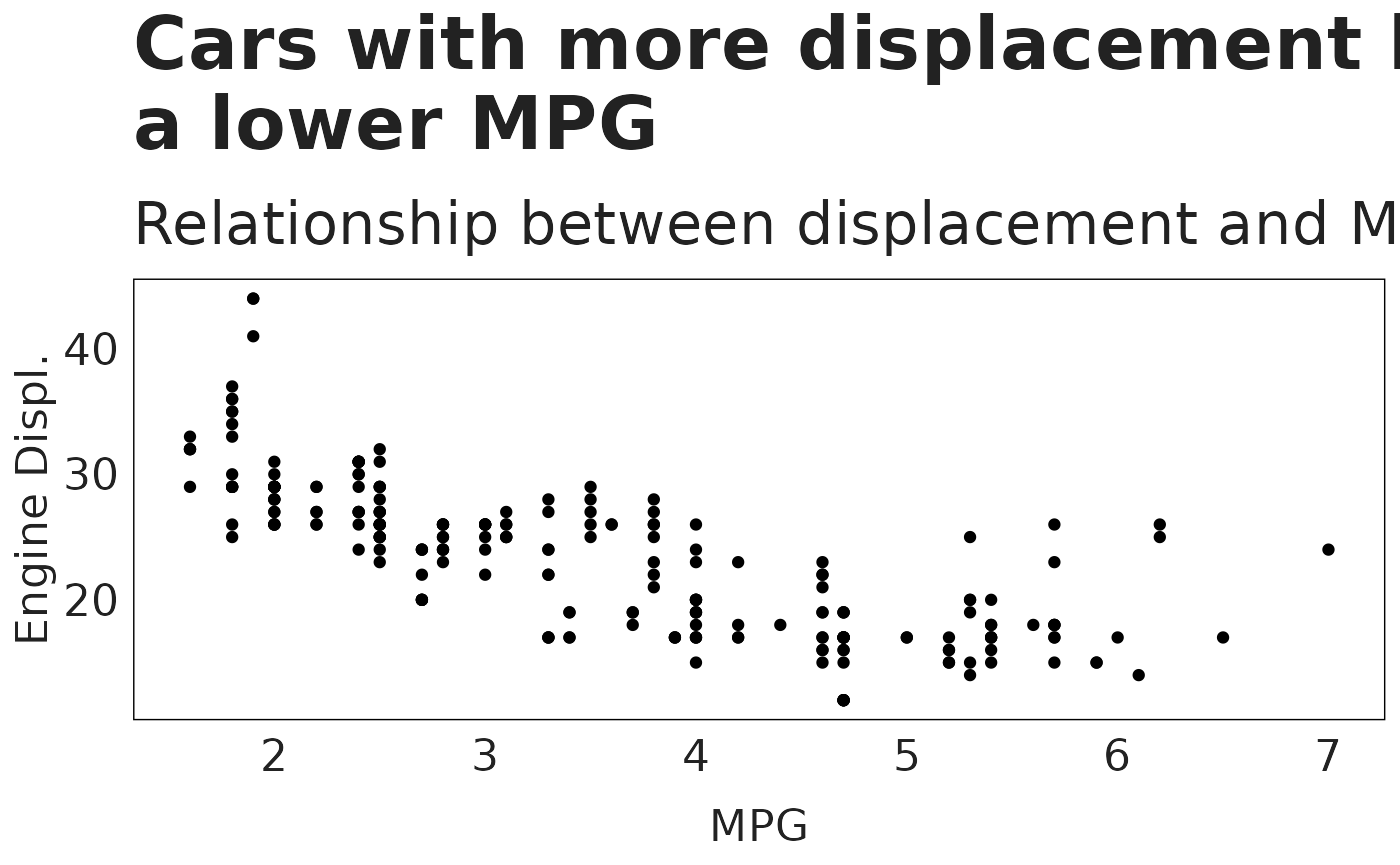 Cars with more displacement
a lower MPG
Relationship between displacement and M
Engine Displ.
40
30
20
2 3 4 5 6 7
MPG